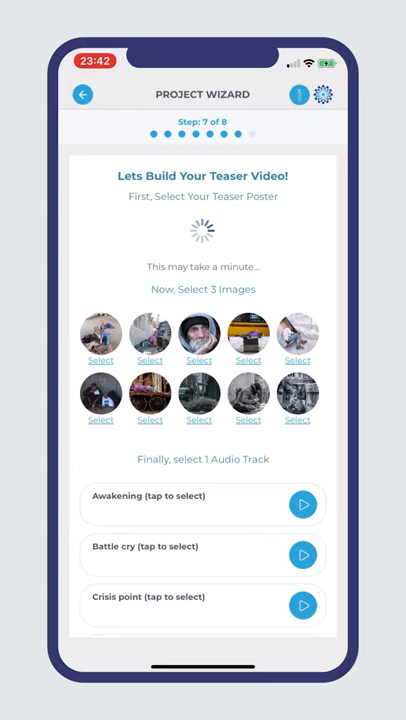 23:42
PROJECT WIZARD
Step: 7 of 8
Lets Build Your Teaser Video!
First, Select Your Teaser Poster
This may take a minute...
Now, Select 3 Images
Select Select Select Select Select
Select Select Select Select Select
Finally, select 1 Audio Track
Awakening (tap to select)
Battle cry (tap to select)
Crisis point (tap to select)